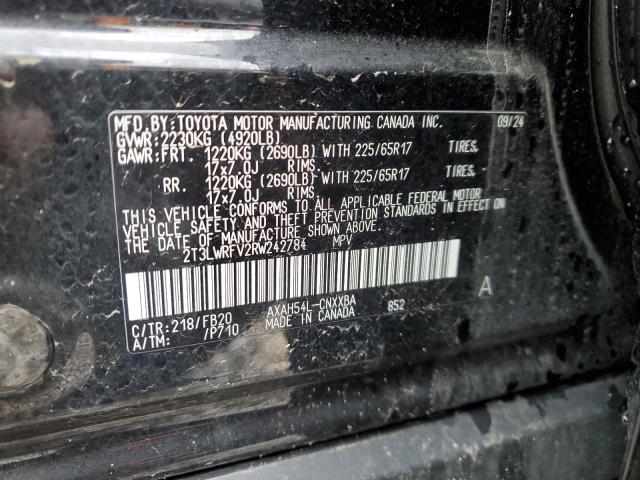 MFD.BY:TOYOTA MOTOR MANUFACTURING CANADA INC. 09/24
GVWR:2230KG (4920LB)
GAWR:FRT. 1220KG (2690LB) WITH 225/65R17 TIRES,
17x7.0J RIMS,
RR. 1220KG (2690LB) WITH 225/65R17 TIRES,
17x7.0J RIMS,
THIS VEHICLE CONFORMS TO ALL APPLICABLE FEDERAL MOTOR
VEHICLE SAFETY AND THEFT PREVENTION STANDARDS IN EFFECT ON
THE DATE OF MANUFACTURE SHOWN ABOVE.
2T3LWRFV2RW242784 MPV
A
C/TR:218/FB20 AXAH54L-CNXXBA 852
A/TM: /P710 MADE IN CANADA